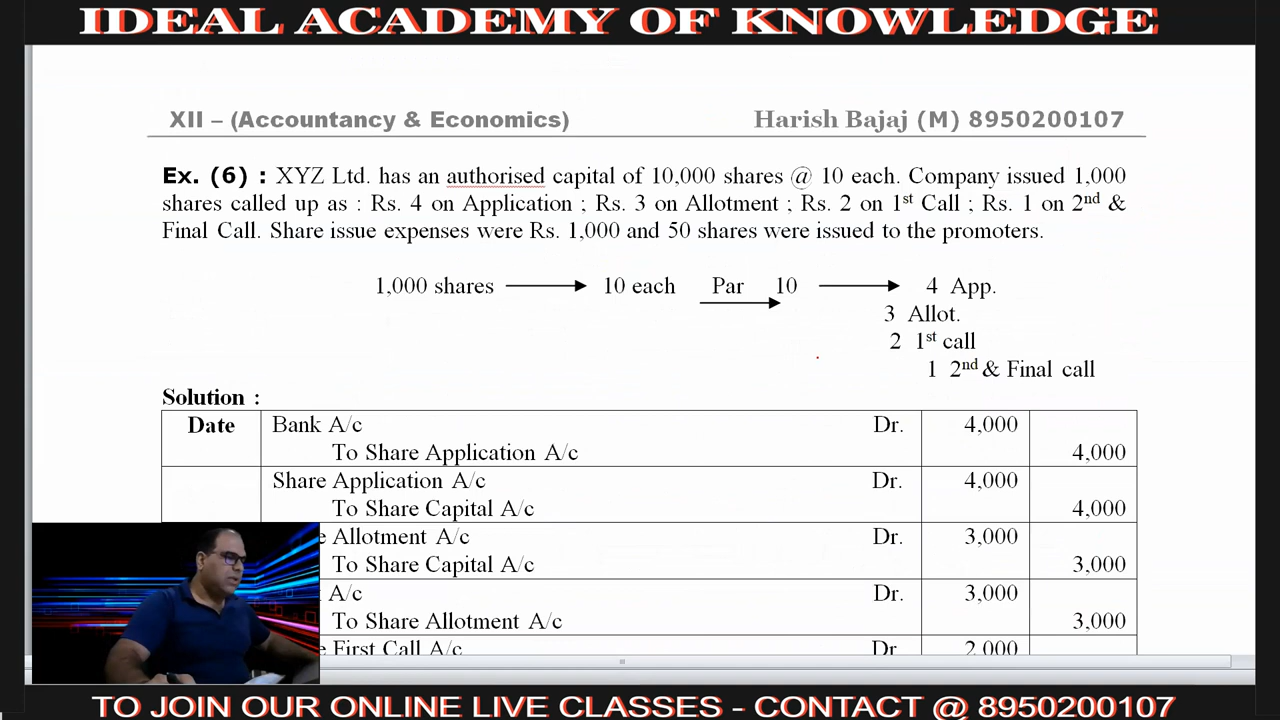 IDEAL ACADEMY OF KNOWLEDGE
XII – (Accountancy & Economics) Harish Bajaj (M) 8950200107
Ex. (6) : XYZ Ltd. has an authorised capital of 10,000 shares @ 10 each. Company issued 1,000
shares called up as : Rs. 4 on Application ; Rs. 3 on Allotment ; Rs. 2 on 1st Call ; Rs. 1 on 2nd &
Final Call. Share issue expenses were Rs. 1,000 and 50 shares were issued to the promoters.
1,000 shares 10 each Par 10 4 App.
3 Allot.
2 1st call
1 2nd & Final call
Solution :
Date Bank A/c Dr. 4,000
To Share Application A/c 4,000
Share Application A/c Dr. 4,000
To Share Capital A/c 4,000
e Allotment A/c Dr. 3,000
To Share Capital A/c 3,000
A/c Dr. 3,000
To Share Allotment A/c 3,000
e First Call A/c Dr 2,000
TO JOIN OUR ONLINE LIVE CLASSES - CONTACT @ 8950200107